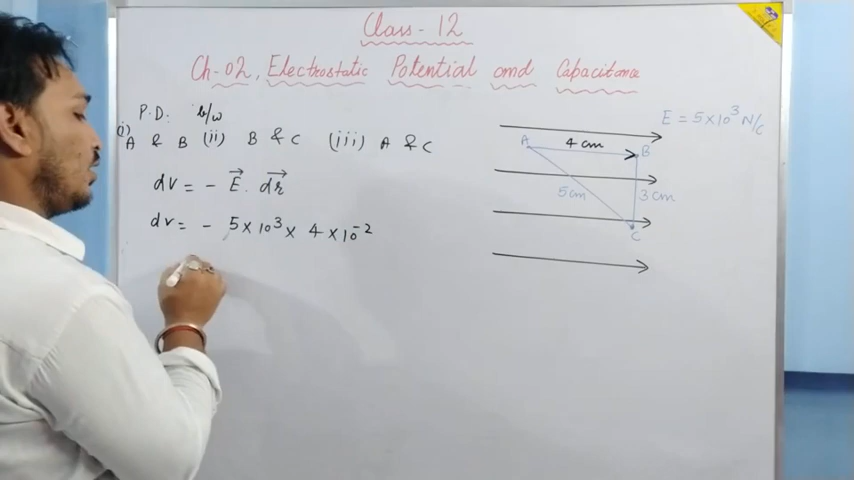 Class - 12
Ch-02, Electrostatic Potential and Capacitance
P.D. b/w
(i) A & B (ii) B & C (iii) A & C
dv = - E . dr
dv = - 5 × 10³ × 4 × 10⁻²
E = 5 × 10³ N/C
A 4 cm B
5 cm 3 cm
C